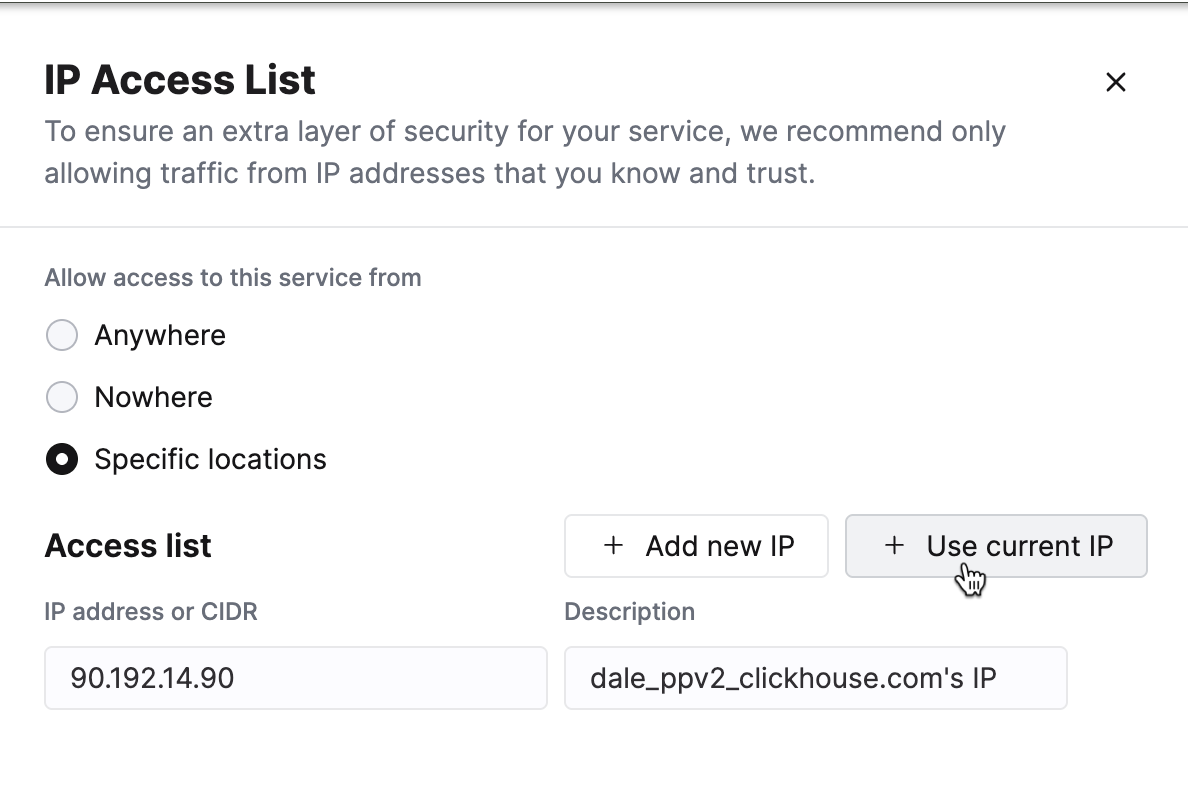 IP Access List
To ensure an extra layer of security for your service, we recommend only
allowing traffic from IP addresses that you know and trust.
Allow access to this service from
Anywhere
Nowhere
Specific locations
Access list
+ Add new IP
+ Use current IP
IP address or CIDR
Description
90.192.14.90
dale_ppv2_clickhouse.com's IP